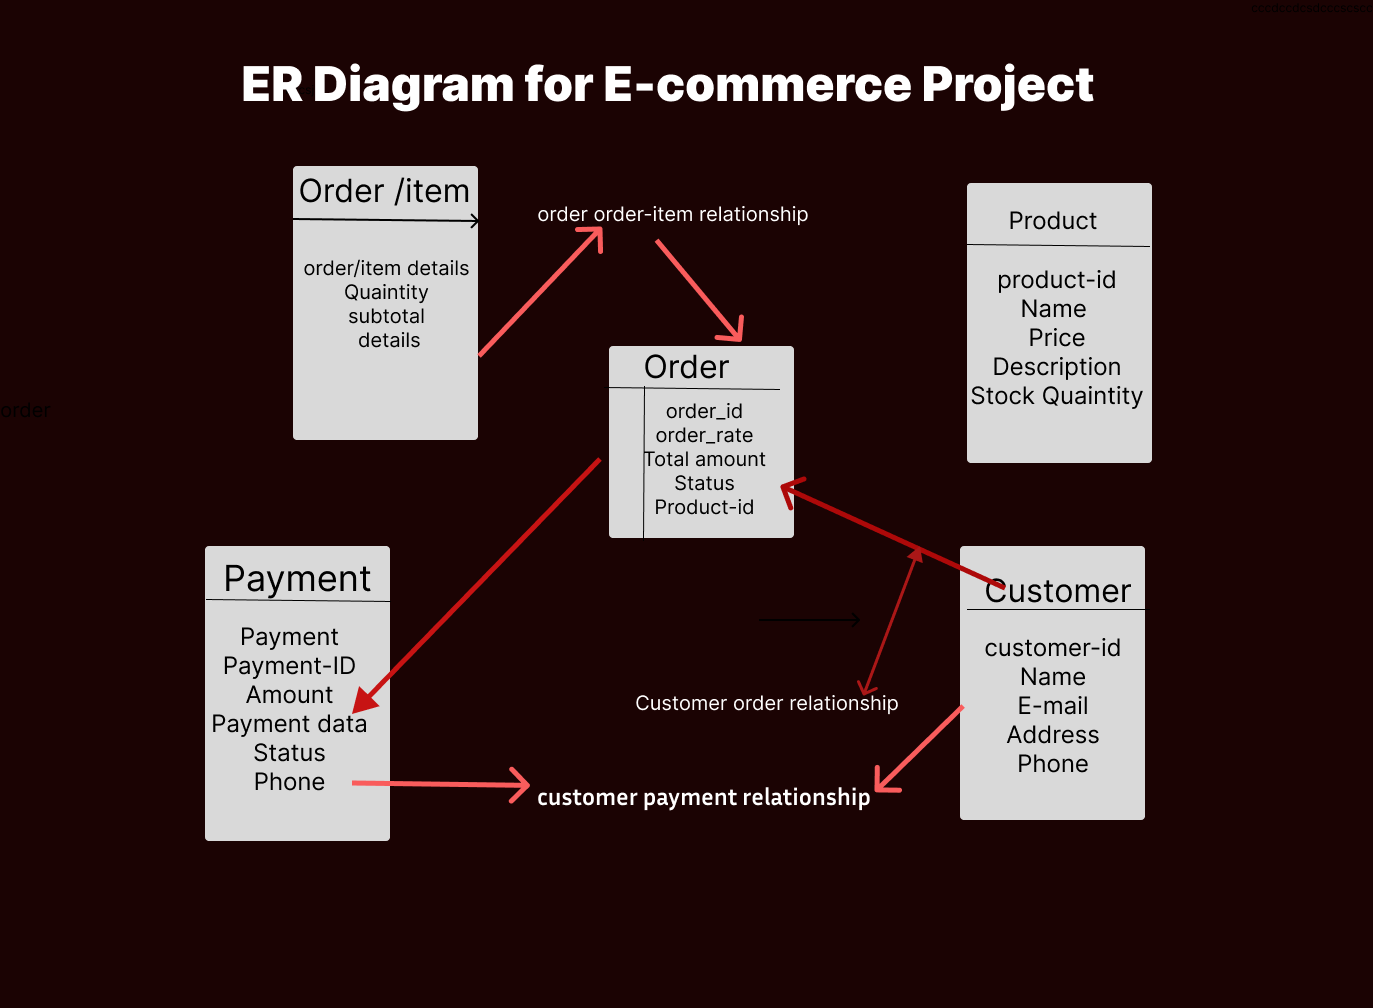 ER Diagram for E-commerce Project
Order /item
order/item details
Quaintity
subtotal
details
order order-item relationship
Product
product-id
Name
Price
Description
Stock Quaintity
Order
order_id
order_rate
Total amount
Status
Product-id
order
Payment
Payment
Payment-ID
Amount
Payment data
Status
Phone
Customer
customer-id
Name
E-mail
Address
Phone
Customer order relationship
customer payment relationship